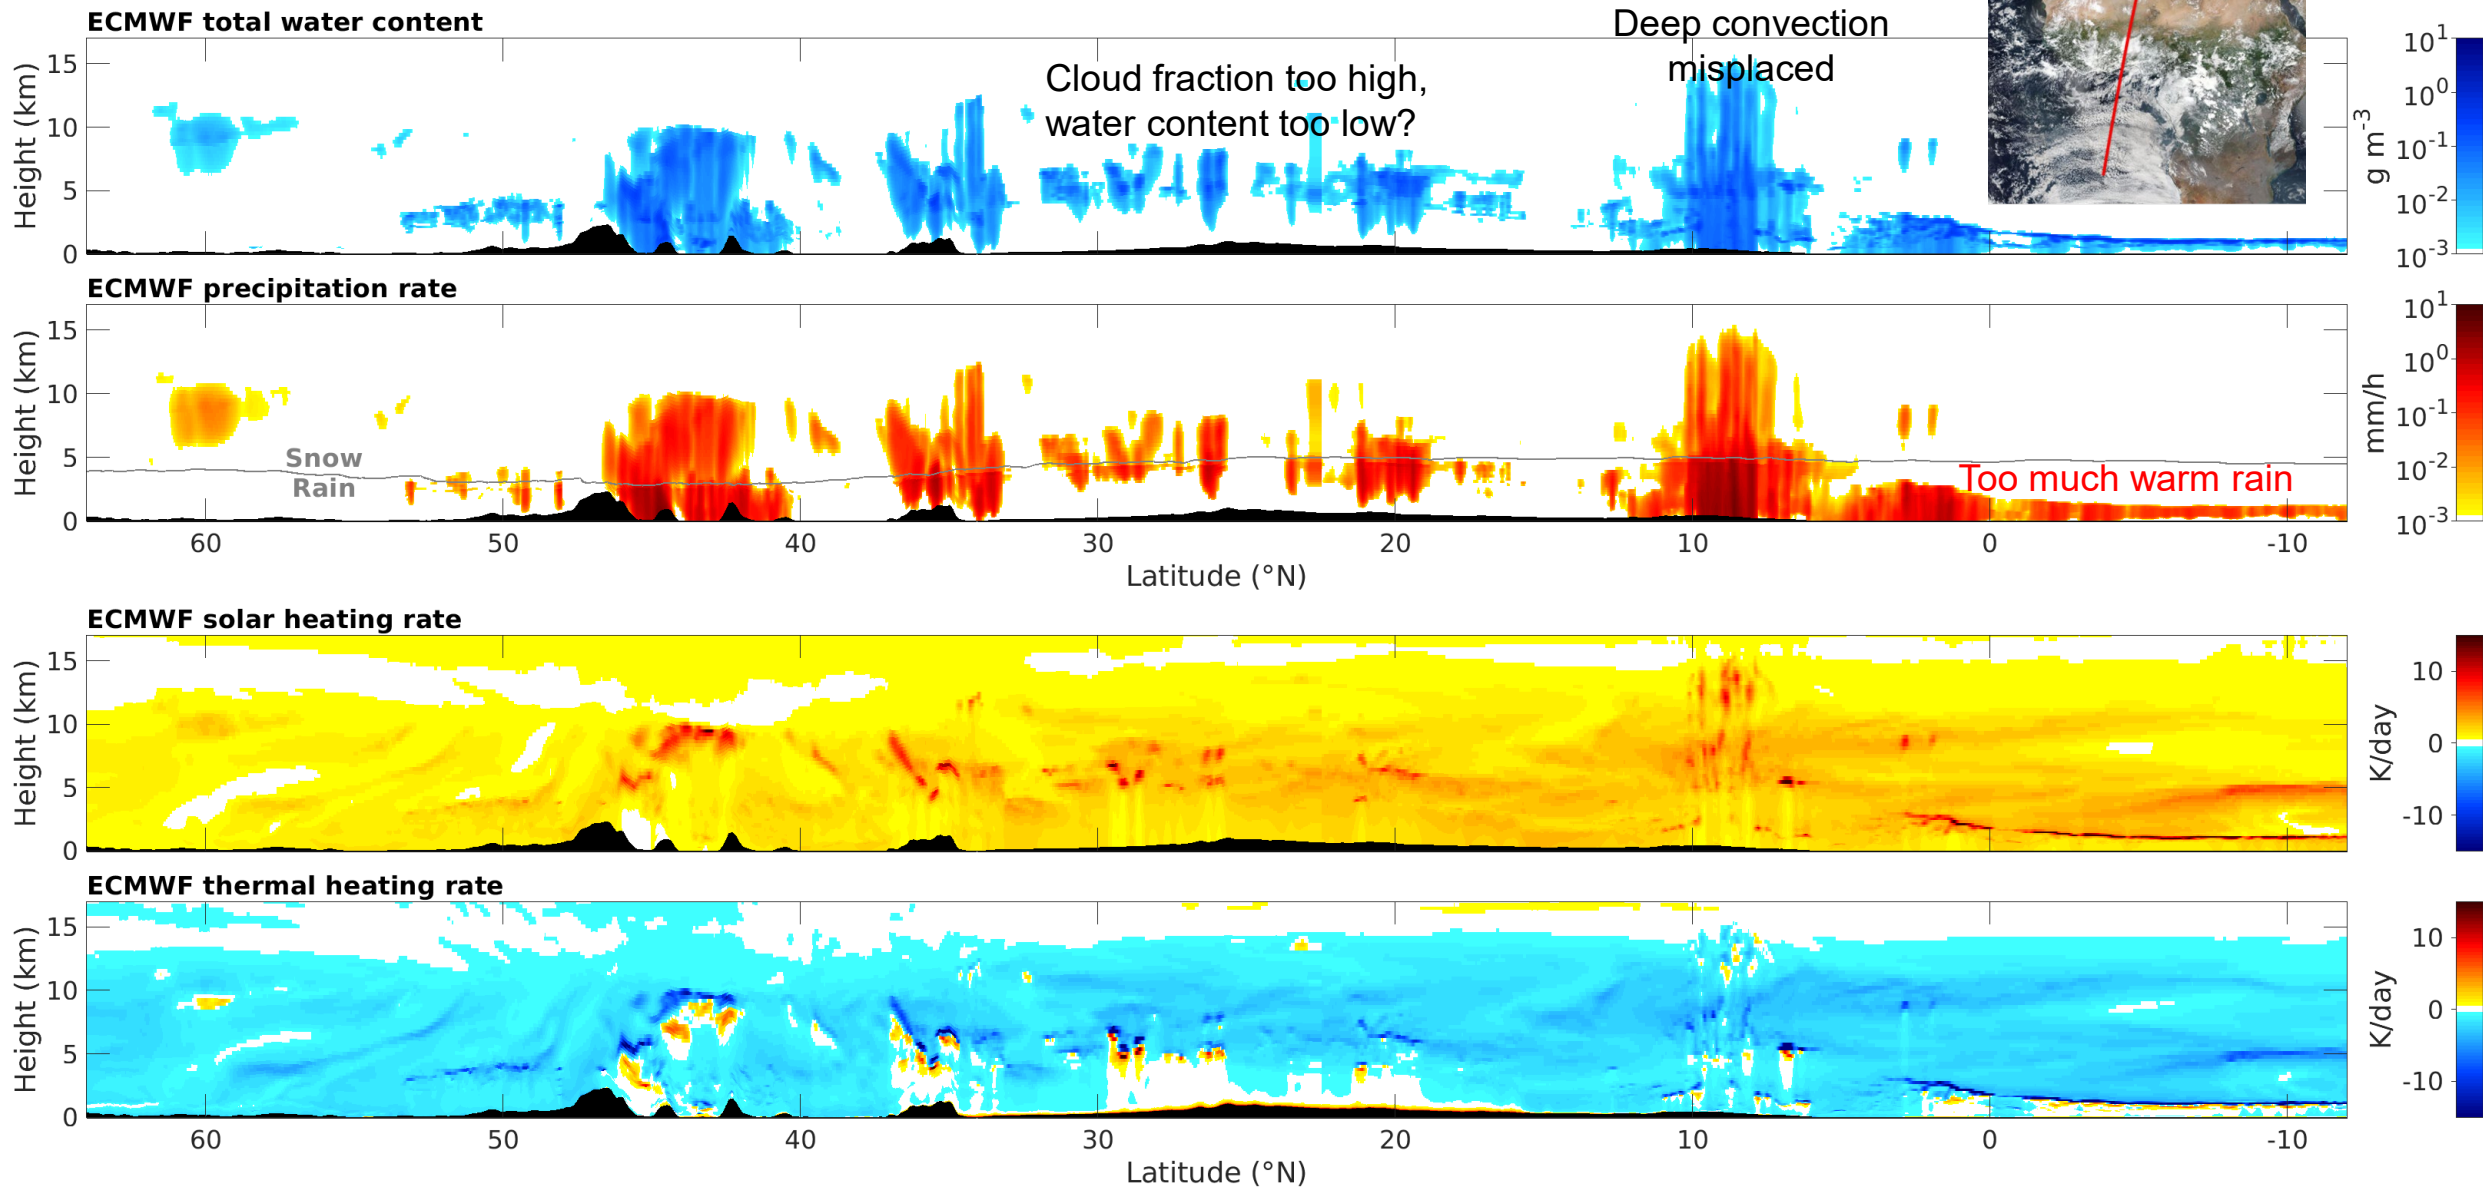 ECMWF total water content
Deep convection
misplaced
Cloud fraction too high,
water content too low?
Height (km)
15
10
5
0
10^1
10^0
10^-1
10^-2
10^-3
g m^-3
ECMWF precipitation rate
Height (km)
15
10
5
0
Snow
Rain
Too much warm rain
10^1
10^0
10^-1
10^-2
10^-3
mm/h
60 50 40 30 20 10 0 -10
Latitude (°N)
ECMWF solar heating rate
Height (km)
15
10
5
0
10
0
-10
K/day
ECMWF thermal heating rate
Height (km)
15
10
5
0
10
0
-10
K/day
60 50 40 30 20 10 0 -10
Latitude (°N)